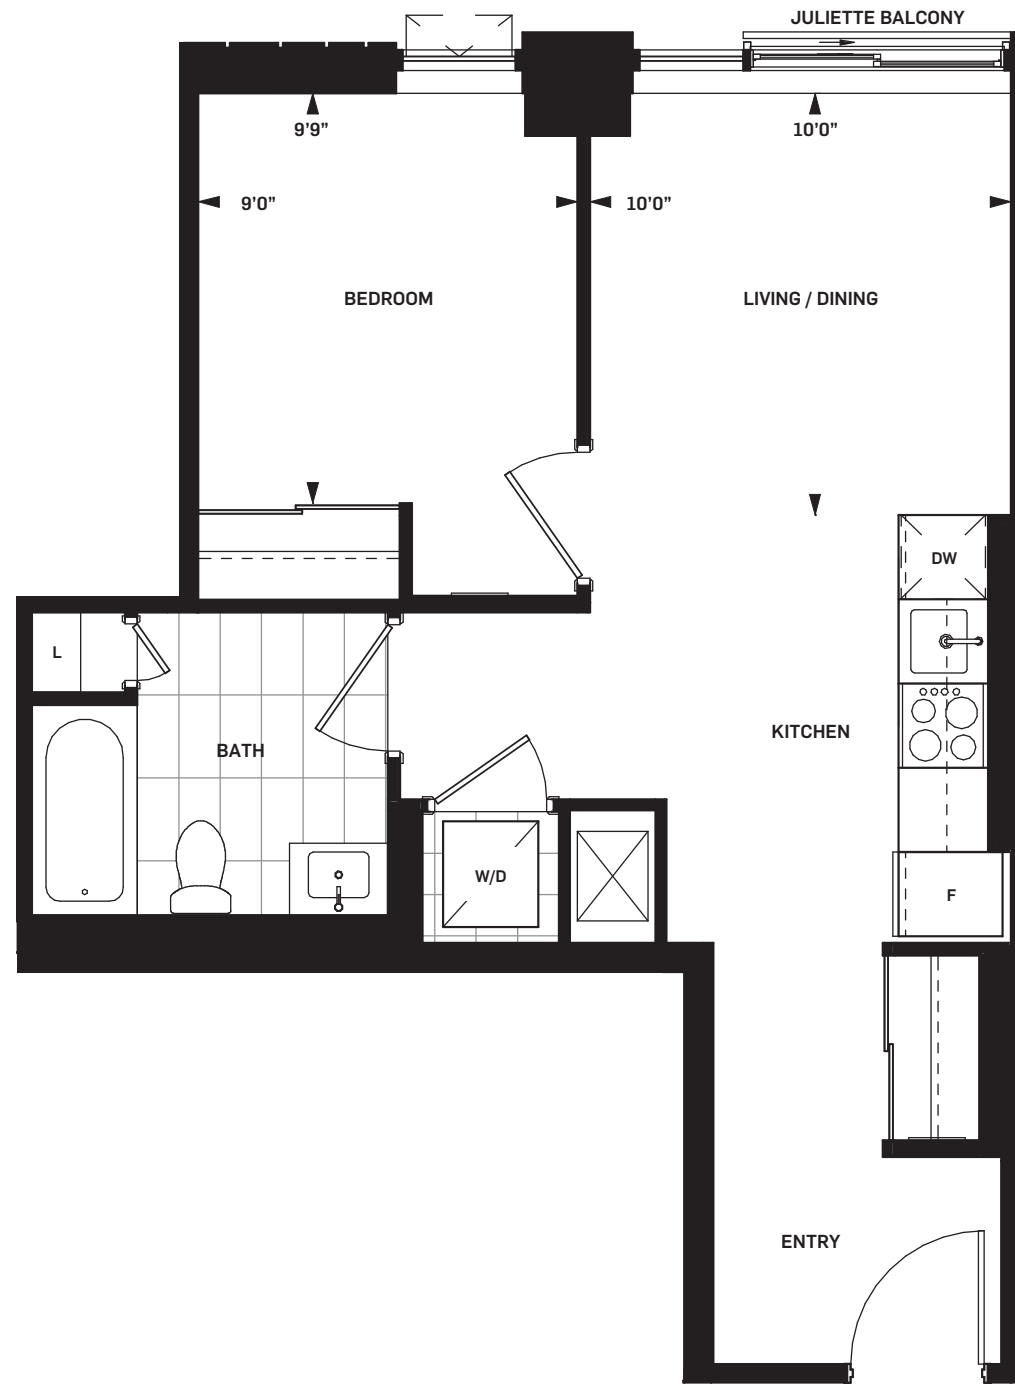 JULIETTE BALCONY
9'9"
10'0"
9'0"
10'0"
BEDROOM
LIVING / DINING
DW
L
KITCHEN
BATH
W/D
F
ENTRY